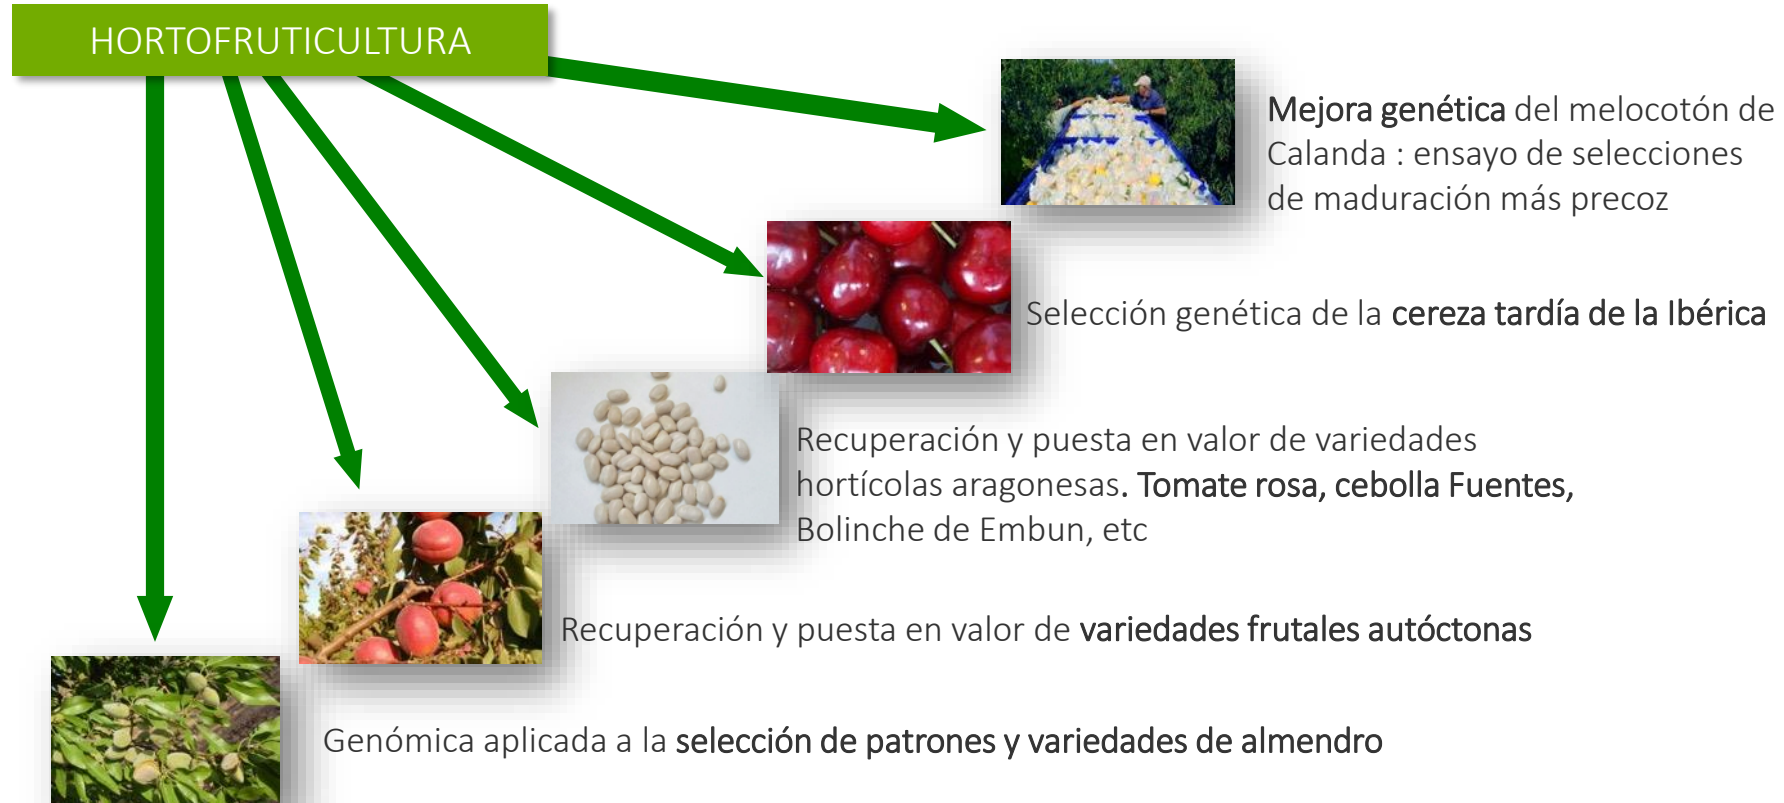 HORTOFRUTICULTURA
Mejora genética del melocotón de
Calanda : ensayo de selecciones
de maduración más precoz
Selección genética de la cereza tardía de la Ibérica
Recuperación y puesta en valor de variedades
hortícolas aragonesas. Tomate rosa, cebolla Fuentes,
Bolinche de Embun, etc
Recuperación y puesta en valor de variedades frutales autóctonas
Genómica aplicada a la selección de patrones y variedades de almendro